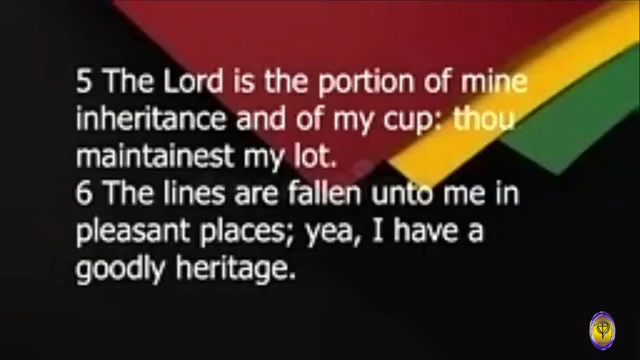 5 The Lord is the portion of mine
inheritance and of my cup: thou
maintainest my lot.
6 The lines are fallen unto me in
pleasant places; yea, I have a
goodly heritage.